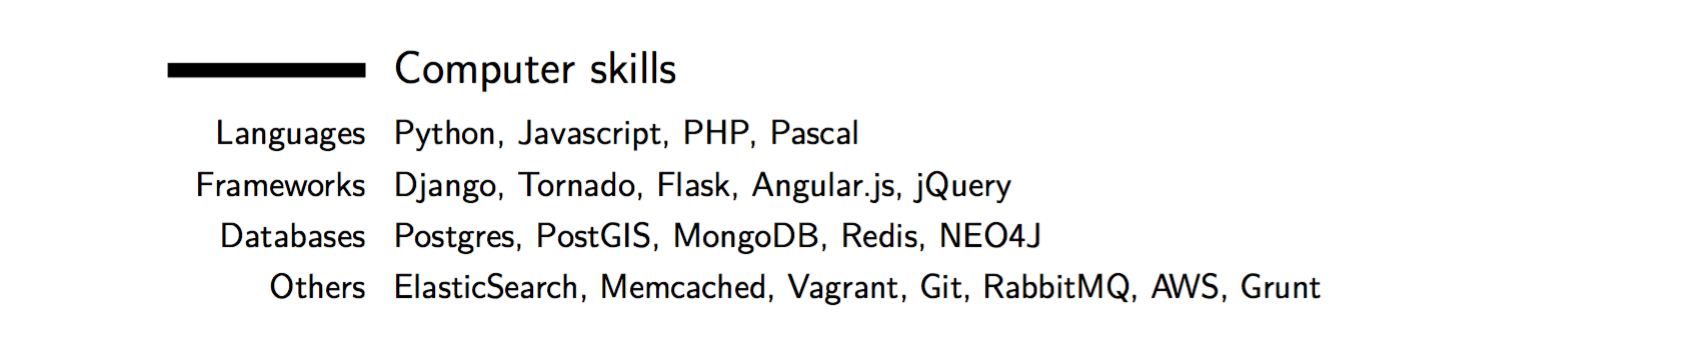 Computer skills
Languages Python, Javascript, PHP, Pascal
Frameworks Django, Tornado, Flask, Angular.js, jQuery
Databases Postgres, PostGIS, MongoDB, Redis, NEO4J
Others ElasticSearch, Memcached, Vagrant, Git, RabbitMQ, AWS, Grunt